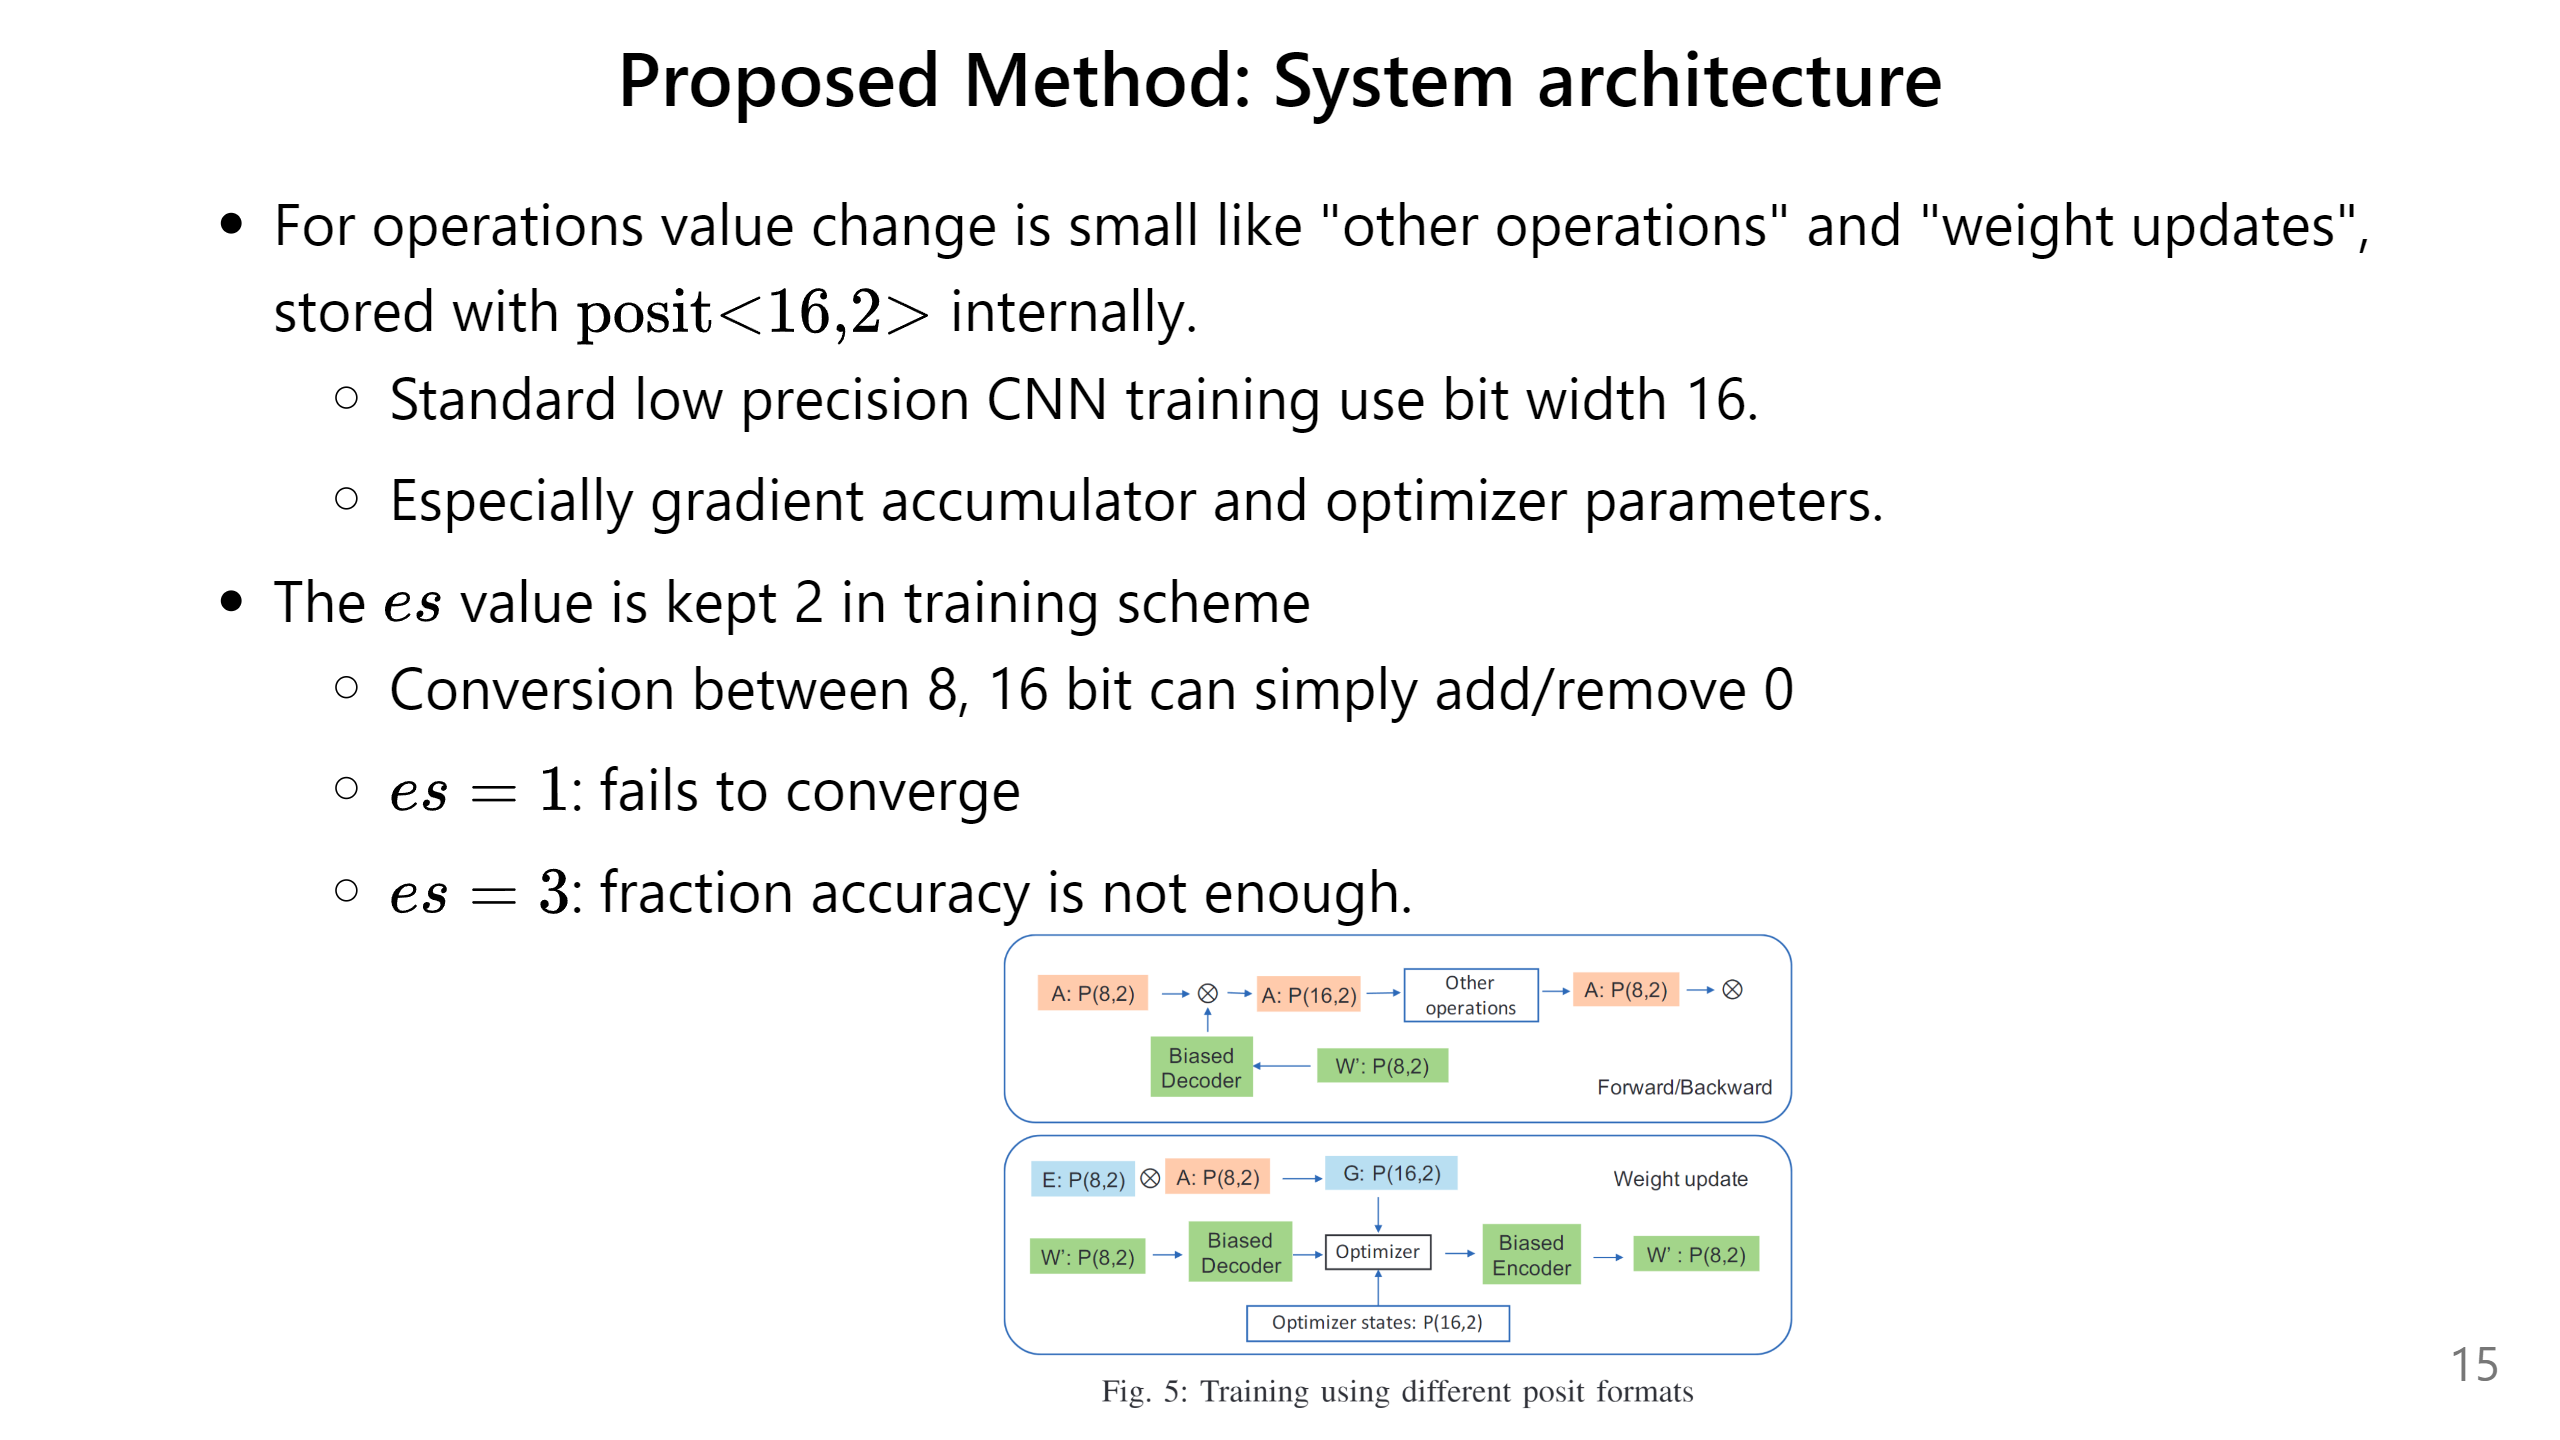 Proposed Method: System architecture
• For operations value change is small like "other operations" and "weight updates",
stored with posit<16,2> internally.
◦ Standard low precision CNN training use bit width 16.
◦ Especially gradient accumulator and optimizer parameters.
• The es value is kept 2 in training scheme
◦ Conversion between 8, 16 bit can simply add/remove 0
◦ es = 1: fails to converge
◦ es = 3: fraction accuracy is not enough.
A: P(8,2) → ⊗ → A: P(16,2) → Other operations → A: P(8,2) → ⊗
Biased
Decoder
W': P(8,2)
Forward/Backward
E: P(8,2) ⊗ A: P(8,2) → G: P(16,2)
Weight update
W': P(8,2)
Biased
Decoder
Optimizer
Biased
Encoder
W' : P(8,2)
Optimizer states: P(16,2)
Fig. 5: Training using different posit formats
15